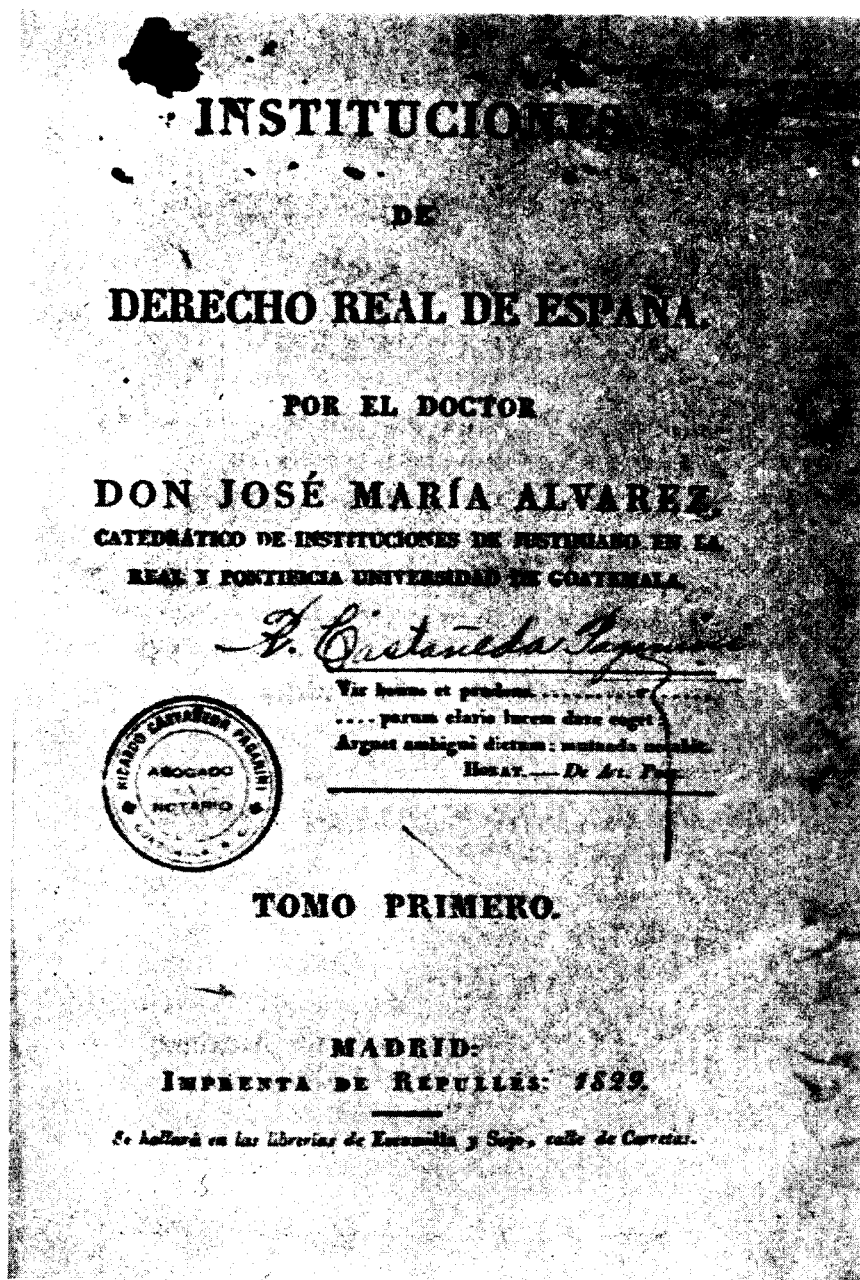 INSTITUCIONES
DE
DERECHO REAL DE ESPAÑA.
POR EL DOCTOR
DON JOSÉ MARÍA ALVAREZ,
CATEDRÁTICO DE INSTITUCIONES DE JUSTINIANO EN LA
REAL Y PONTIFICIA UNIVERSIDAD DE GOATEMALA.
R. Castañeda Paganini
Vir bonus et prudens
.... parum claris lucem dare coget:
Arguet ambiguè dictum: mutanda notabit.
HORAT.— De Art. Poet.
RICARDO CASTAÑEDA PAGANINI
ABOGADO
Y
NOTARIO
TOMO PRIMERO.
MADRID:
IMPRENTA DE REPULLÉS: 1829.
Se hallará en las librerías de Escamilla y Sojo, calle de Carretas.